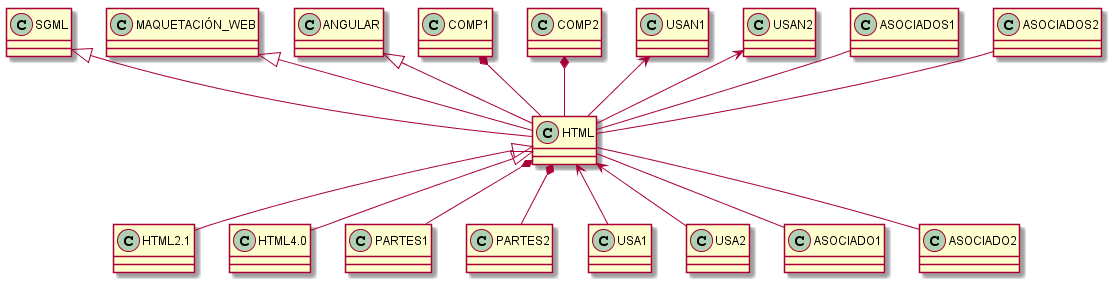 C SGML
C MAQUETACIÓN_WEB
C ANGULAR
C COMP1
C COMP2
C USAN1
C USAN2
C ASOCIADOS1
C ASOCIADOS2
C HTML
C HTML2.1
C HTML4.0
C PARTES1
C PARTES2
C USA1
C USA2
C ASOCIADO1
C ASOCIADO2